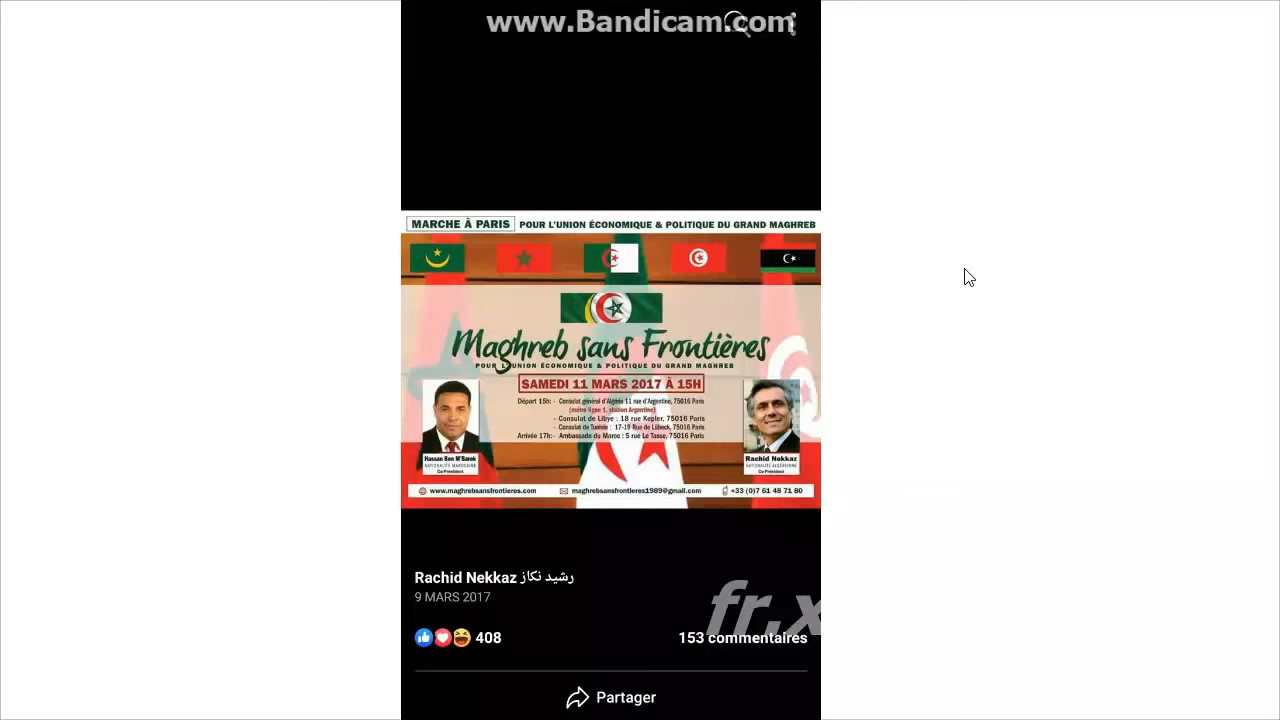 www.Bandicam.com
MARCHE À PARIS POUR L'UNION ÉCONOMIQUE & POLITIQUE DU GRAND MAGHREB
Maghreb sans Frontières
POUR L'UNION ÉCONOMIQUE & POLITIQUE DU GRAND MAGHREB
SAMEDI 11 MARS 2017 À 15H
Départ 15h: - Consulat général d'Algérie 11 rue d'Argentine, 75016 Paris
(métro ligne 1, station Argentine)
- Consulat de Libye : 18 rue Kepler, 75016 Paris
- Consulat de Tunisie : 17-19 Rue de Lübeck, 75016 Paris
Arrivée 17h: - Ambassade du Maroc : 5 rue Le Tasse, 75016 Paris
Hassan Ben M'Barek
NATIONALITÉ MAROCAINE
Co-Président
Rachid Nekkaz
NATIONALITÉ ALGÉRIENNE
Co-Président
www.maghrebsansfrontieres.com maghrebsansfrontieres1989@gmail.com +33 (0)7 61 48 71 80
Rachid Nekkaz رشيد نكاز
9 MARS 2017
fr.x
408 153 commentaires
Partager